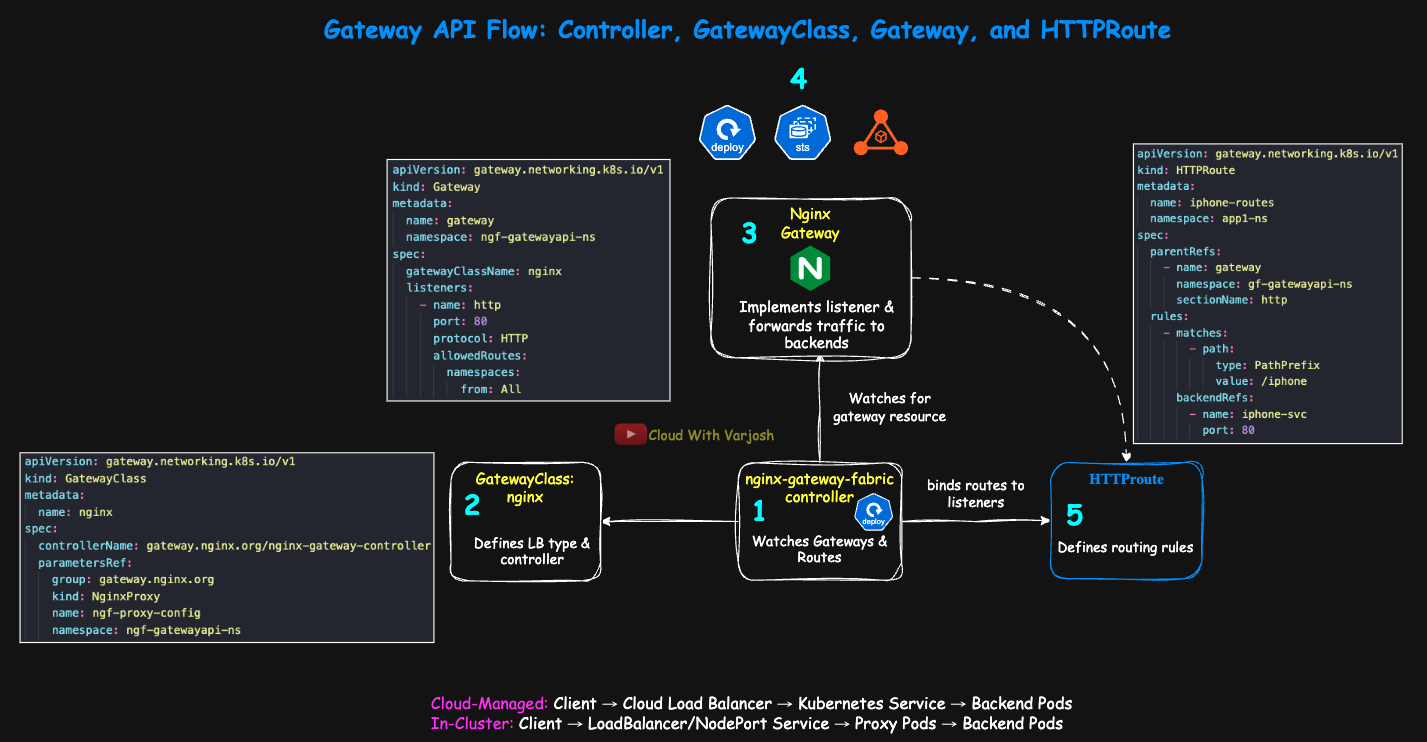 Gateway API Flow: Controller, GatewayClass, Gateway, and HTTPRoute
4
deploy
sts
apiVersion: gateway.networking.k8s.io/v1
kind: Gateway
metadata:
  name: gateway
  namespace: ngf-gatewayapi-ns
spec:
  gatewayClassName: nginx
  listeners:
    - name: http
      port: 80
      protocol: HTTP
      allowedRoutes:
        namespaces:
          from: All
3
Nginx
Gateway
N
Implements listener &
forwards traffic to
backends
apiVersion: gateway.networking.k8s.io/v1
kind: HTTPRoute
metadata:
  name: iphone-routes
  namespace: app1-ns
spec:
  parentRefs:
    - name: gateway
      namespace: gf-gatewayapi-ns
      sectionName: http
  rules:
    - matches:
        - path:
            type: PathPrefix
            value: /iphone
      backendRefs:
        - name: iphone-svc
          port: 80
Watches for
gateway resource
Cloud With Varjosh
apiVersion: gateway.networking.k8s.io/v1
kind: GatewayClass
metadata:
  name: nginx
spec:
  controllerName: gateway.nginx.org/nginx-gateway-controller
  parametersRef:
    group: gateway.nginx.org
    kind: NginxProxy
    name: ngf-proxy-config
    namespace: ngf-gatewayapi-ns
GatewayClass:
nginx
2
Defines LB type &
controller
nginx-gateway-fabric
controller
1
deploy
Watches Gateways &
Routes
binds routes to
listeners
HTTProute
5
Defines routing rules
Cloud-Managed: Client → Cloud Load Balancer → Kubernetes Service → Backend Pods
In-Cluster: Client → LoadBalancer/NodePort Service → Proxy Pods → Backend Pods